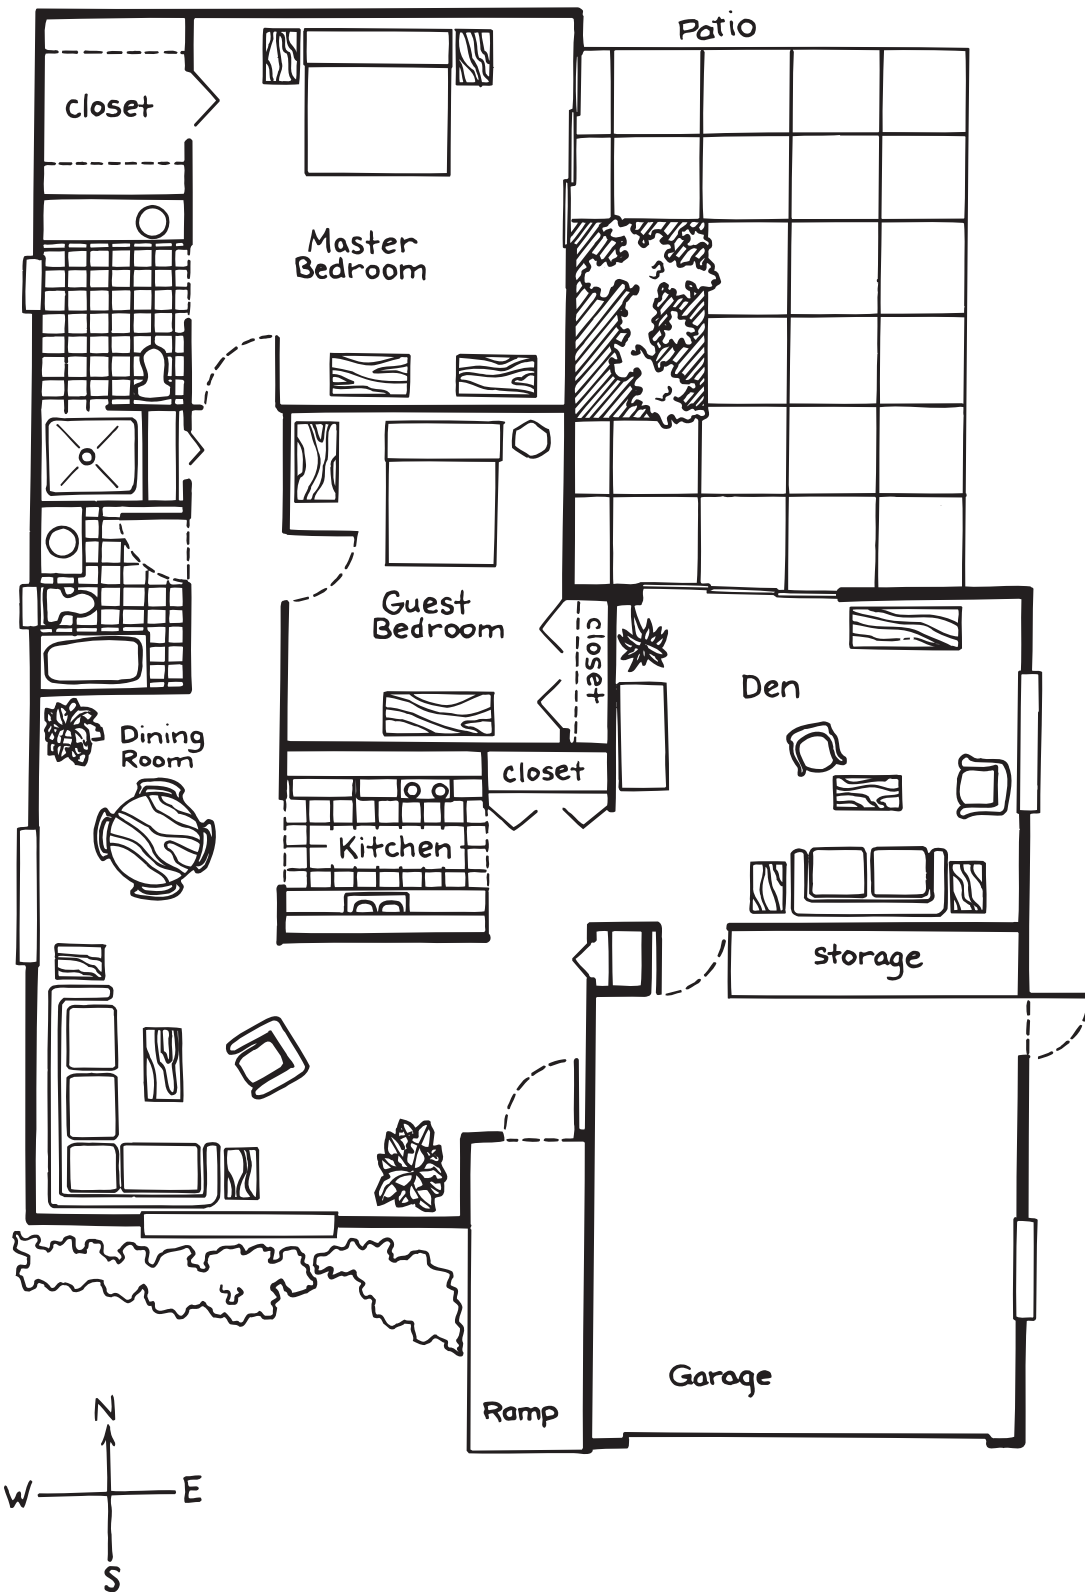 Patio
closet
Master
Bedroom
Guest
Bedroom
closet
Den
Dining
Room
closet
Kitchen
storage
Garage
Ramp
N
W
E
S